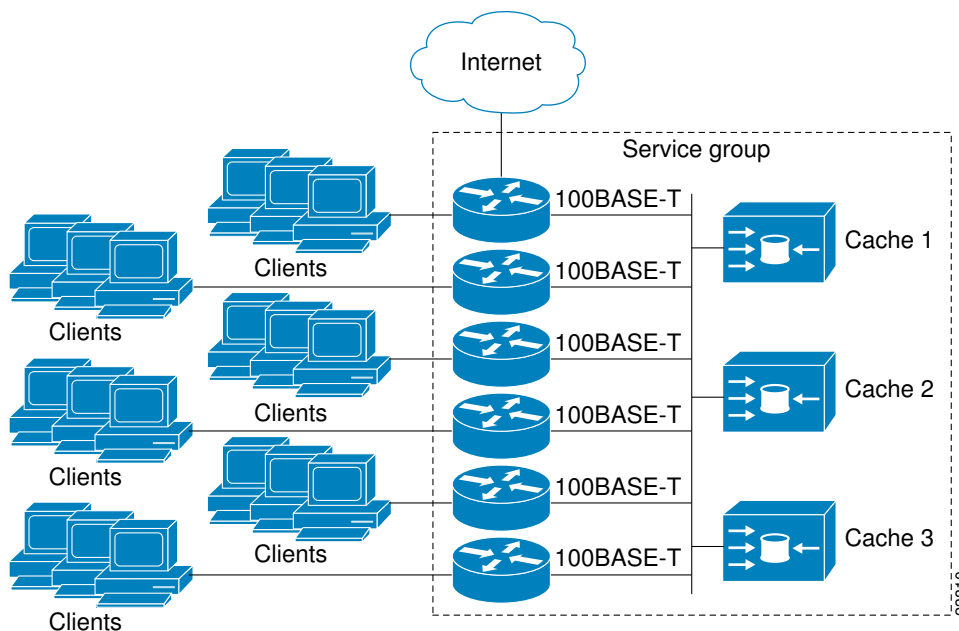 Internet
Service group
100BASE-T
Clients
Cache 1
100BASE-T
Clients
100BASE-T
Clients
Cache 2
100BASE-T
Clients
100BASE-T
Clients
Cache 3
100BASE-T
Clients